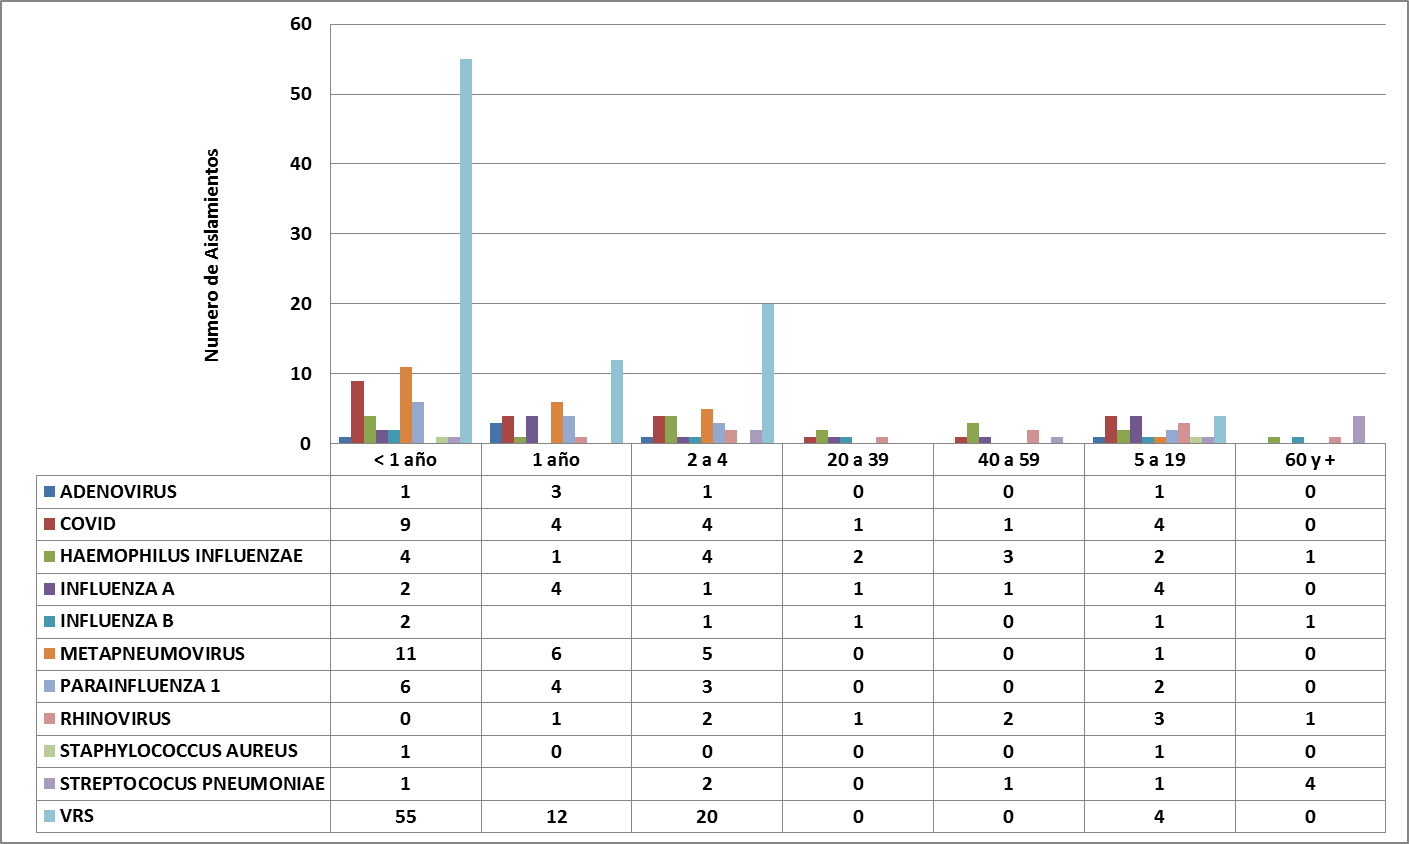 60
50
40
30
20
10
0
Numero de Aislamientos
< 1 año 1 año 2 a 4 20 a 39 40 a 59 5 a 19 60 y +
ADENOVIRUS 1 3 1 0 0 1 0
COVID 9 4 4 1 1 4 0
HAEMOPHILUS INFLUENZAE 4 1 4 2 3 2 1
INFLUENZA A 2 4 1 1 1 4 0
INFLUENZA B 2 1 1 0 1 1
METAPNEUMOVIRUS 11 6 5 0 0 1 0
PARAINFLUENZA 1 6 4 3 0 0 2 0
RHINOVIRUS 0 1 2 1 2 3 1
STAPHYLOCOCCUS AUREUS 1 0 0 0 0 1 0
STREPTOCOCUS PNEUMONIAE 1 2 0 1 1 4
VRS 55 12 20 0 0 4 0